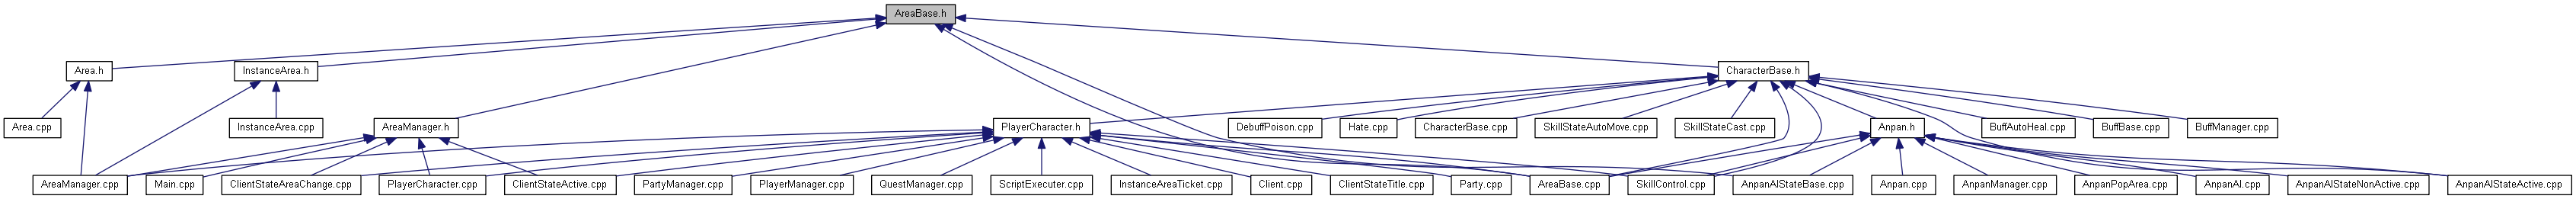 AreaBase.h
Area.h
InstanceArea.h
CharacterBase.h
Area.cpp
InstanceArea.cpp
AreaManager.h
PlayerCharacter.h
DebuffPoison.cpp
Hate.cpp
CharacterBase.cpp
SkillStateAutoMove.cpp
SkillStateCast.cpp
Anpan.h
BuffAutoHeal.cpp
BuffBase.cpp
BuffManager.cpp
AreaManager.cpp
Main.cpp
ClientStateAreaChange.cpp
PlayerCharacter.cpp
ClientStateActive.cpp
PartyManager.cpp
PlayerManager.cpp
QuestManager.cpp
ScriptExecuter.cpp
InstanceAreaTicket.cpp
Client.cpp
ClientStateTitle.cpp
Party.cpp
AreaBase.cpp
SkillControl.cpp
AnpanAIStateBase.cpp
Anpan.cpp
AnpanManager.cpp
AnpanPopArea.cpp
AnpanAI.cpp
AnpanAIStateNonActive.cpp
AnpanAIStateActive.cpp